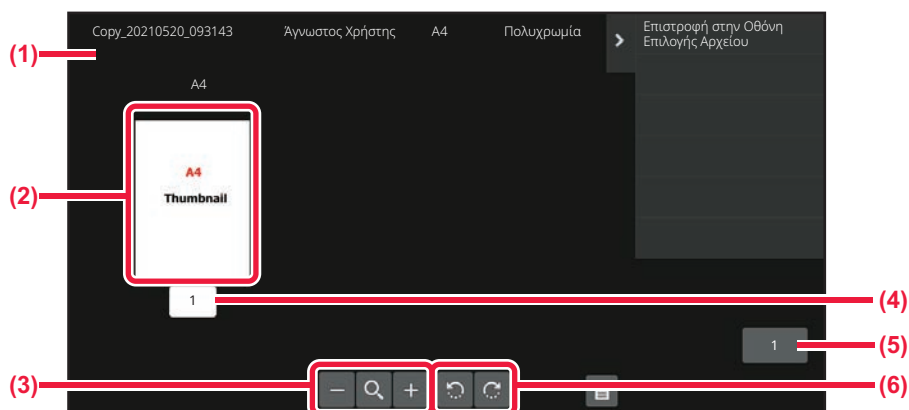 Copy_20210520_093143 Άγνωστος Χρήστης A4 Πολυχρωμία
Επιστροφή στην Οθόνη
Επιλογής Αρχείου
(1)
A4
(2)
A4
Thumbnail
1
(4)
1
(5)
(3)
(6)